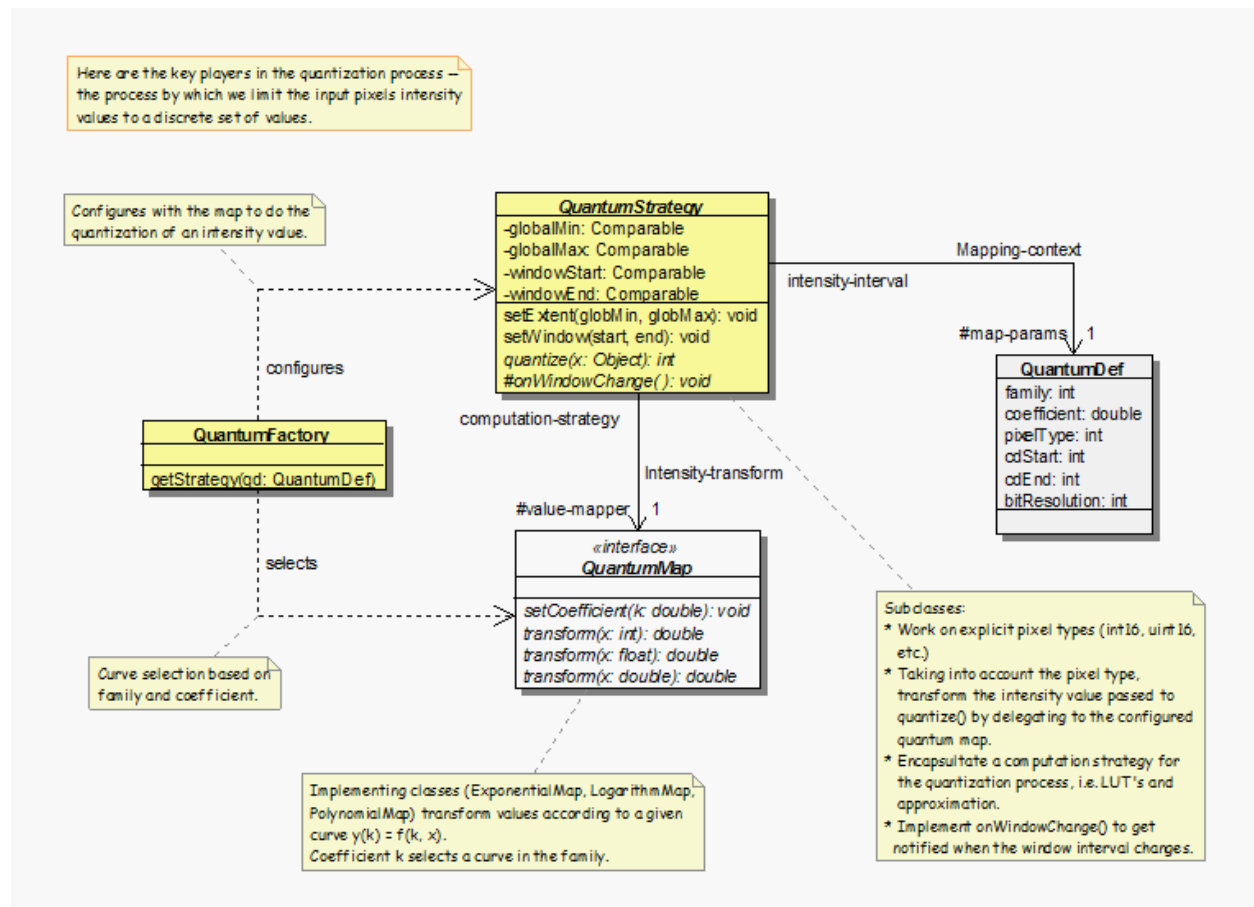 Here are the key players in the quantization process –
the process by which we limit the input pixels intensity
values to a discrete set of values.
Configures with the map to do the
quantization of an intensity value.
QuantumStrategy
-globalMin: Comparable
-globalMax: Comparable
-windowStart: Comparable
-windowEnd: Comparable
setExtent(globMin, globMax): void
setWindow(start, end): void
quantize(x: Object): int
#onWindowChange( ): void
Mapping-context
intensity-interval
#map-params
1
QuantumDef
family: int
coefficient: double
pixelType: int
cdStart: int
cdEnd: int
bitResolution: int
configures
QuantumFactory
getStrategy(qd: QuantumDef)
selects
computation-strategy
Intensity-transform
#value-mapper
1
«interface»
QuantumMap
setCoefficient(k: double): void
transform(x: int): double
transform(x: float): double
transform(x: double): double
Curve selection based on
family and coefficient.
Implementing classes (ExponentialMap, LogarithmMap,
PolynomialMap) transform values according to a given
curve y(k) = f(k, x).
Coefficient k selects a curve in the family.
Subclasses:
* Work on explicit pixel types (int16, uint16,
etc.)
* Taking into account the pixel type,
transform the intensity value passed to
quantize() by delegating to the configured
quantum map.
* Encapsultate a computation strategy for
the quantization process, i.e. LUT's and
approximation.
* Implement onWindowChange() to get
notified when the window interval changes.